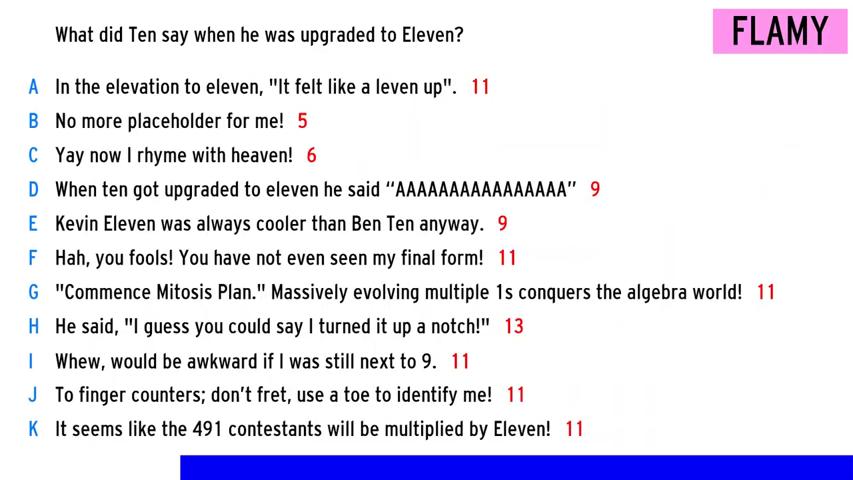 What did Ten say when he was upgraded to Eleven?
FLAMY
A In the elevation to eleven, "It felt like a leven up". 11
B No more placeholder for me! 5
C Yay now I rhyme with heaven! 6
D When ten got upgraded to eleven he said “AAAAAAAAAAAAAAAA” 9
E Kevin Eleven was always cooler than Ben Ten anyway. 9
F Hah, you fools! You have not even seen my final form! 11
G "Commence Mitosis Plan." Massively evolving multiple 1s conquers the algebra world! 11
H He said, "I guess you could say I turned it up a notch!" 13
I Whew, would be awkward if I was still next to 9. 11
J To finger counters; don’t fret, use a toe to identify me! 11
K It seems like the 491 contestants will be multiplied by Eleven! 11